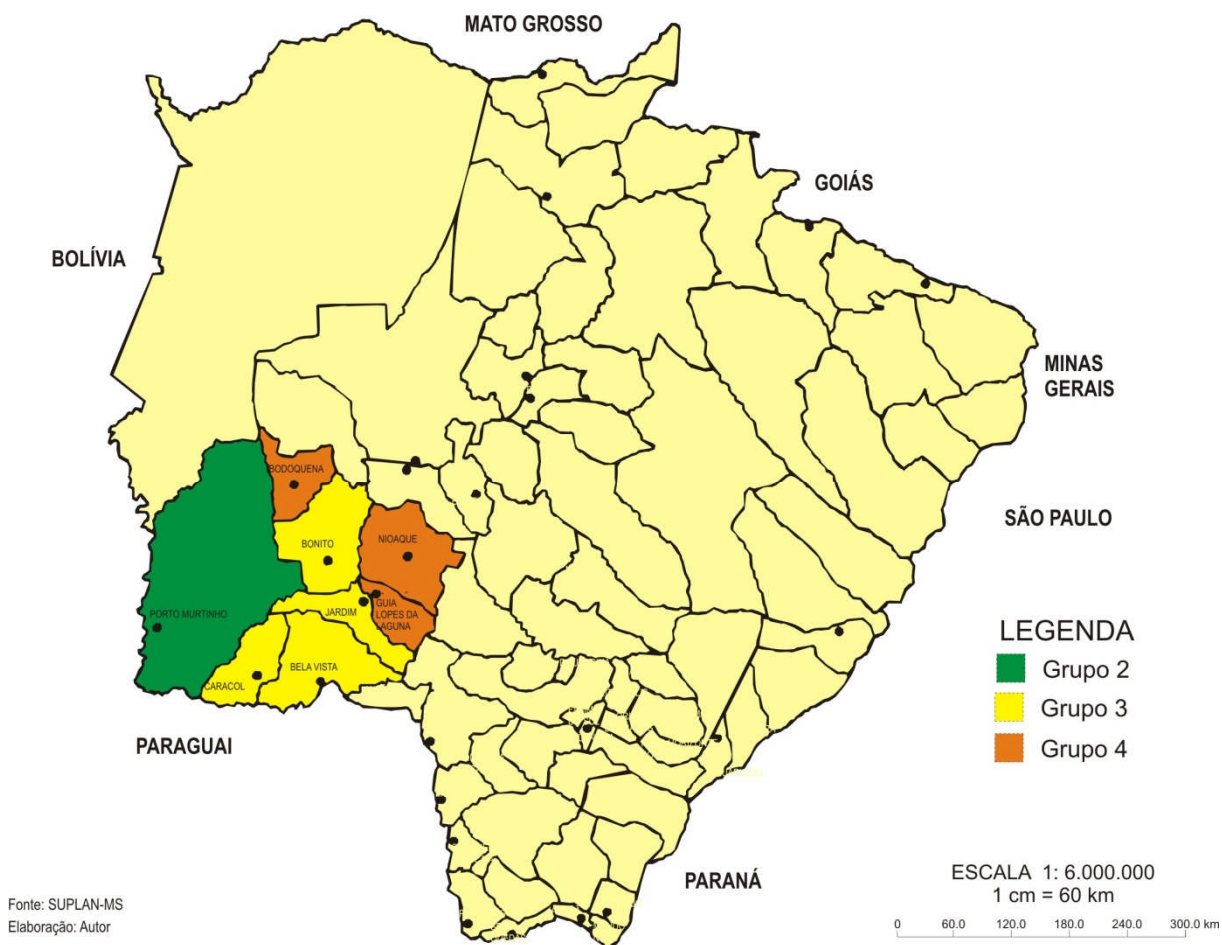 MATO GROSSO
GOIÁS
BOLÍVIA
MINAS
GERAIS
BODOQUENA
SÃO PAULO
NIOAQUE
BONITO
GUIA
LOPES DA
LAGUNA
JARDIM
PORTO MURTINHO
BELA VISTA
CARACOL
PARAGUAI
PARANÁ
LEGENDA
Grupo 2
Grupo 3
Grupo 4
ESCALA 1: 6.000.000
1 cm = 60 km
0 60.0 120.0 180.0 240.0 300.0 km
Fonte: SUPLAN-MS
Elaboração: Autor